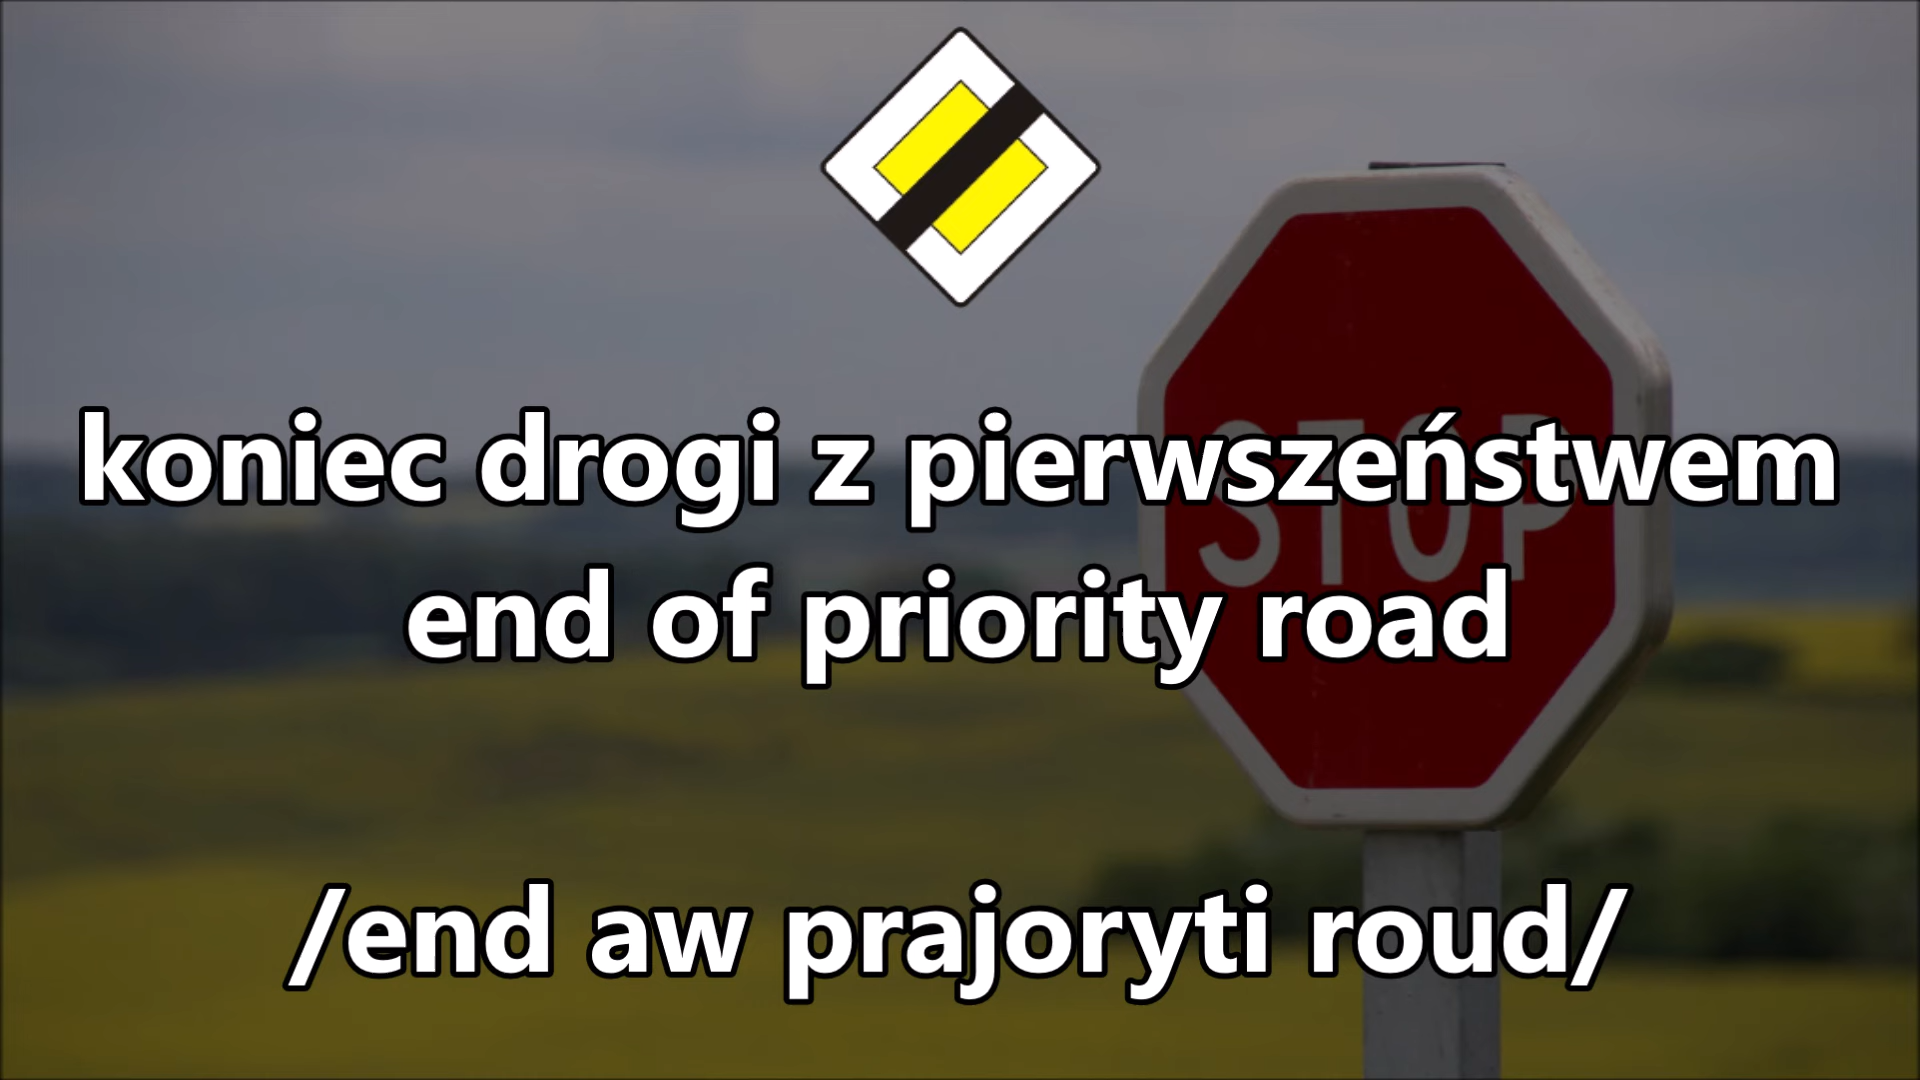 koniec drogi z pierwszeństwem
STOP
end of priority road
/end aw prajoryti roud/